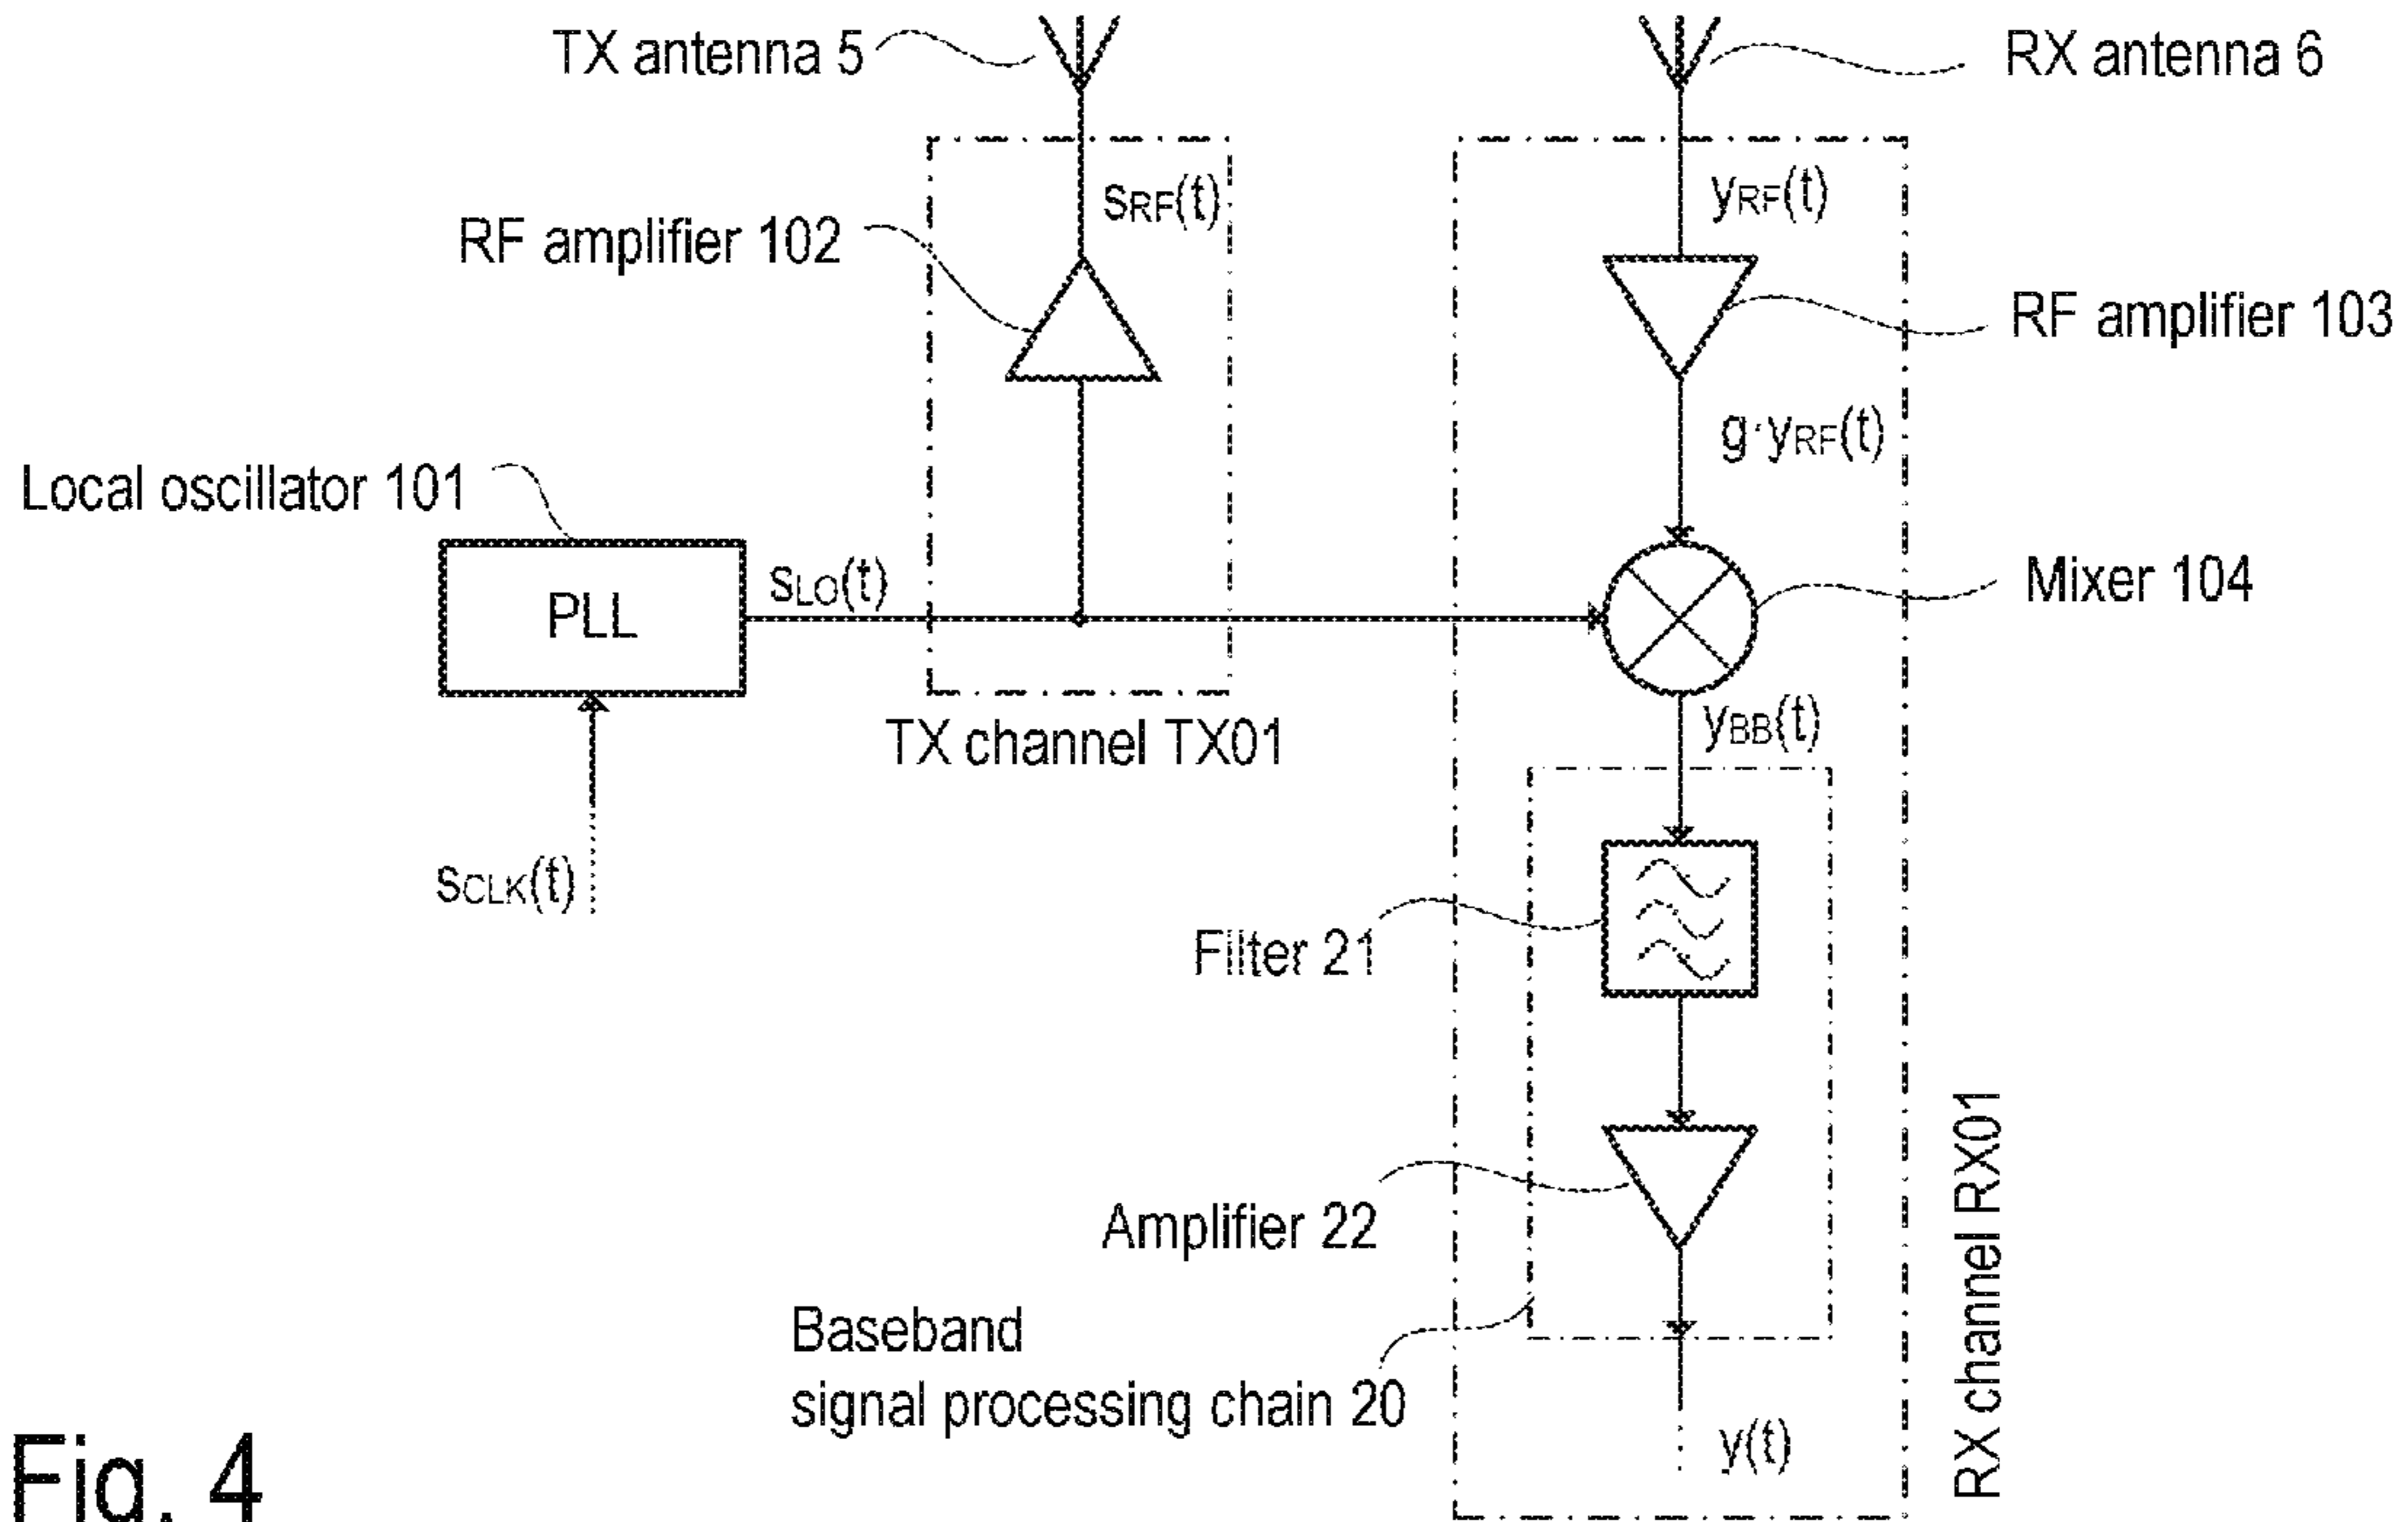 TX antenna 5
RX antenna 6
sRF(t)
yRF(t)
RF amplifier 102
RF amplifier 103
g·yRF(t)
Local oscillator 101
sLO(t)
PLL
Mixer 104
TX channel TX01
yBB(t)
sCLK(t)
Filter 21
Amplifier 22
Baseband
signal processing chain 20
RX channel RX01
y(t)
Fig. 4